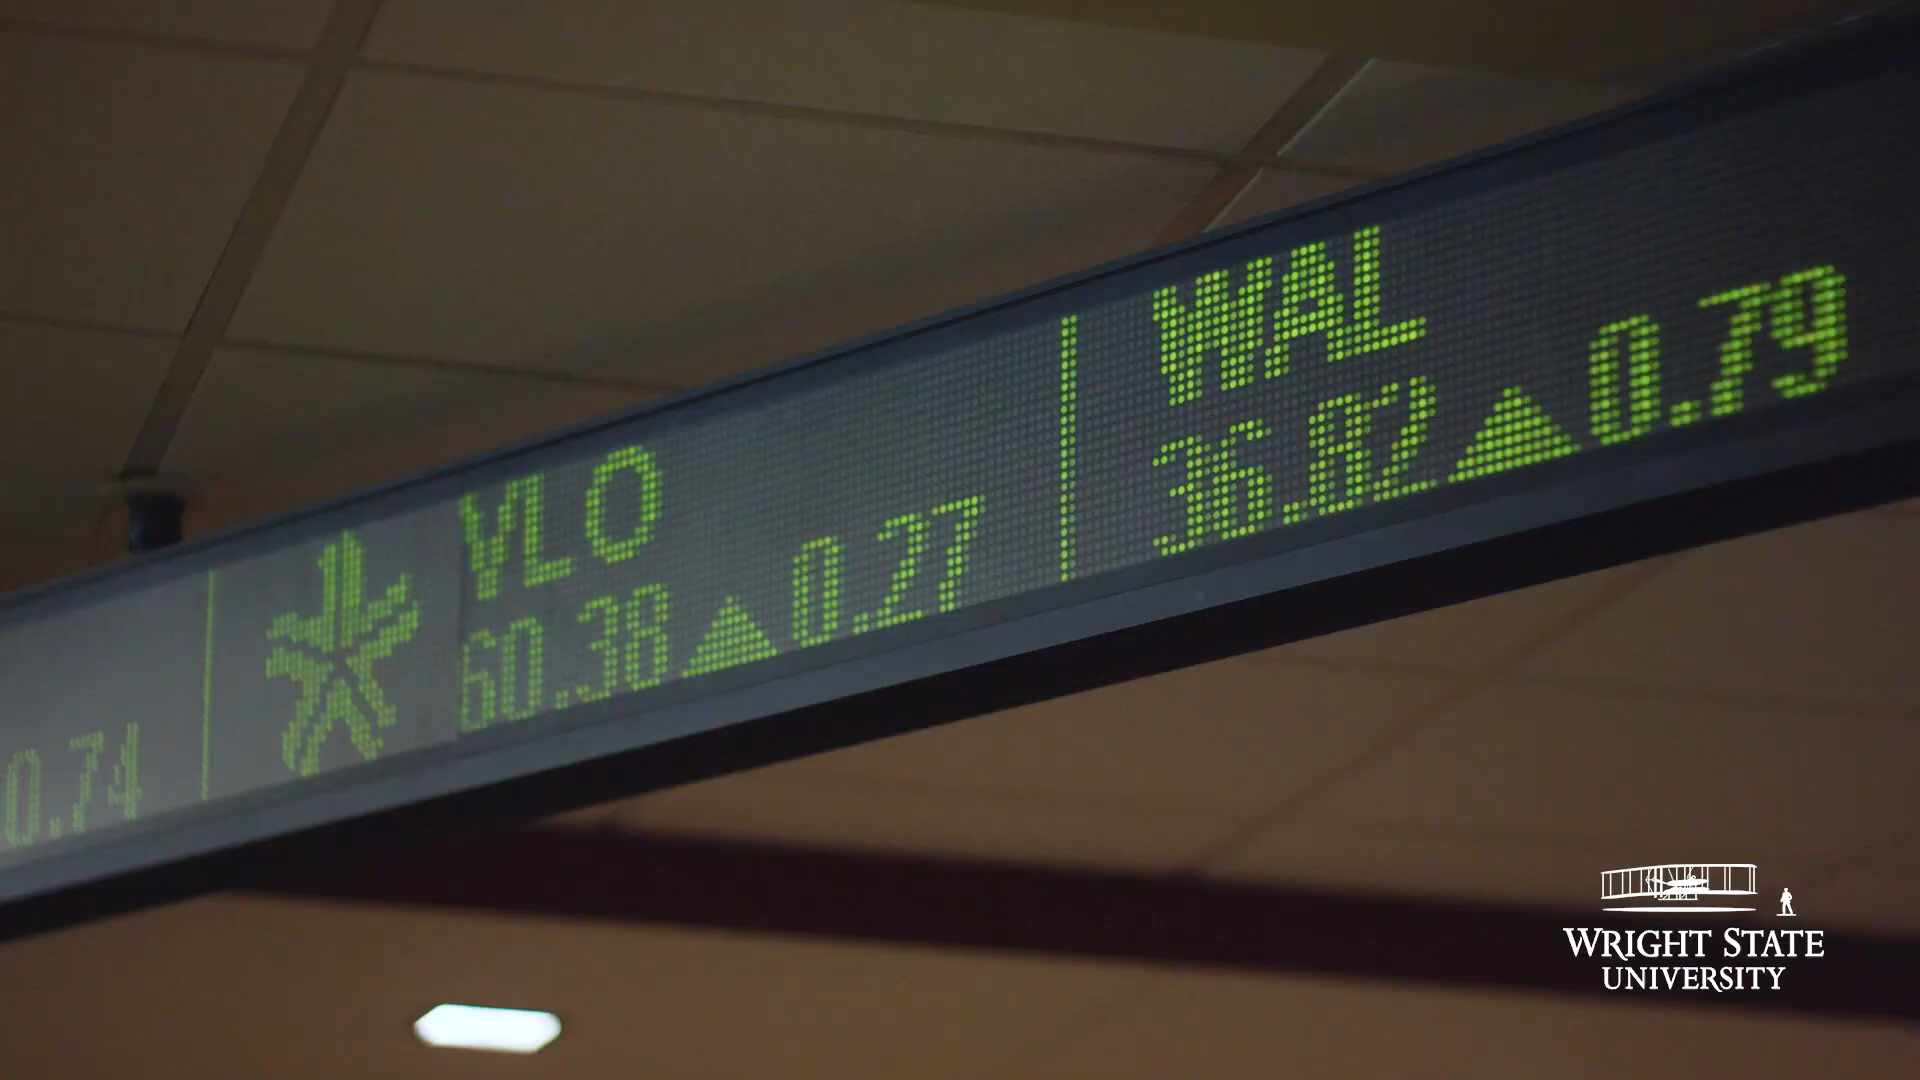 0.74
VLO
60.38▲0.27
WAL
36.82▲0.79
WRIGHT STATE
UNIVERSITY